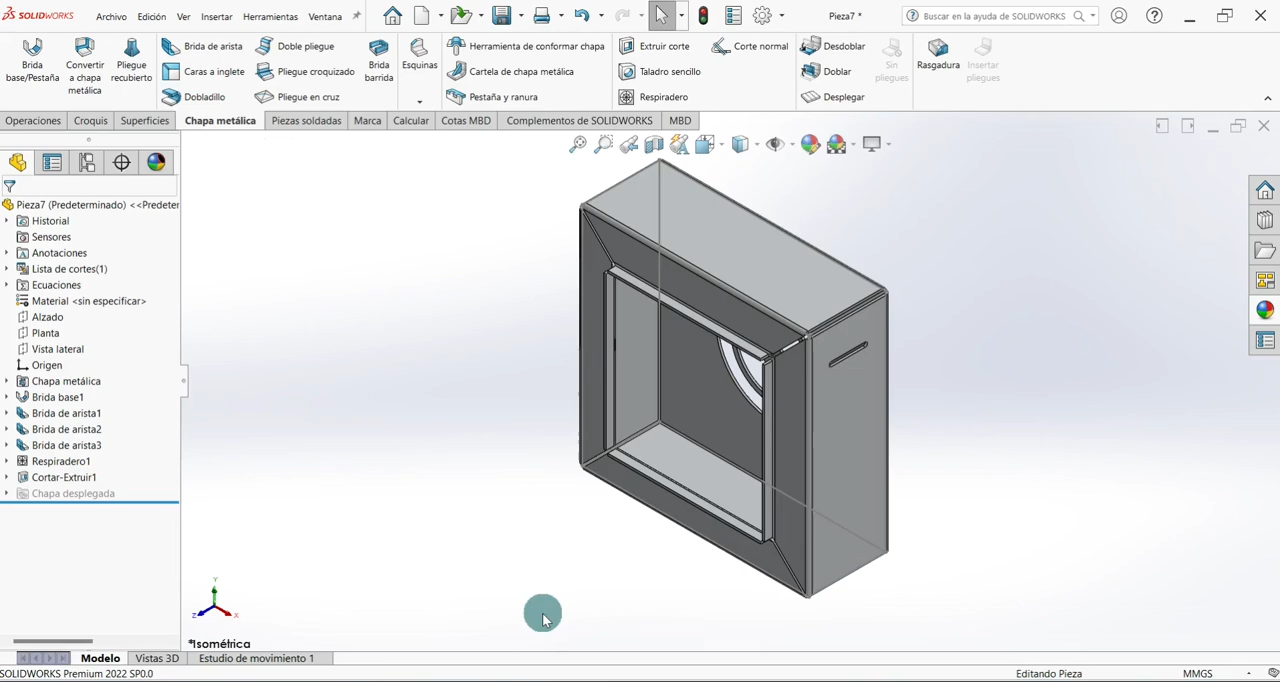 SOLIDWORKS Archivo Edición Ver Insertar Herramientas Ventana Pieza7 * Buscar en la ayuda de SOLIDWORKS
Brida base/Pestaña
Convertir a chapa metálica
Pliegue recubierto
Brida de arista
Caras a inglete
Dobladillo
Doble pliegue
Pliegue croquizado
Pliegue en cruz
Brida barrida
Esquinas
Herramienta de conformar chapa
Cartela de chapa metálica
Pestaña y ranura
Extruir corte
Taladro sencillo
Respiradero
Corte normal
Desdoblar
Doblar
Desplegar
Sin pliegues
Rasgadura
Insertar pliegues
Operaciones Croquis Superficies Chapa metálica Piezas soldadas Marca Calcular Cotas MBD Complementos de SOLIDWORKS MBD
Pieza7 (Predeterminado) <<Predeter
Historial
Sensores
Anotaciones
Lista de cortes(1)
Ecuaciones
Material <sin especificar>
Alzado
Planta
Vista lateral
Origen
Chapa metálica
Brida base1
Brida de arista1
Brida de arista2
Brida de arista3
Respiradero1
Cortar-Extruir1
Chapa desplegada
Y
Z X
*Isométrica
Modelo Vistas 3D Estudio de movimiento 1
SOLIDWORKS Premium 2022 SP0.0 Editando Pieza MMGS